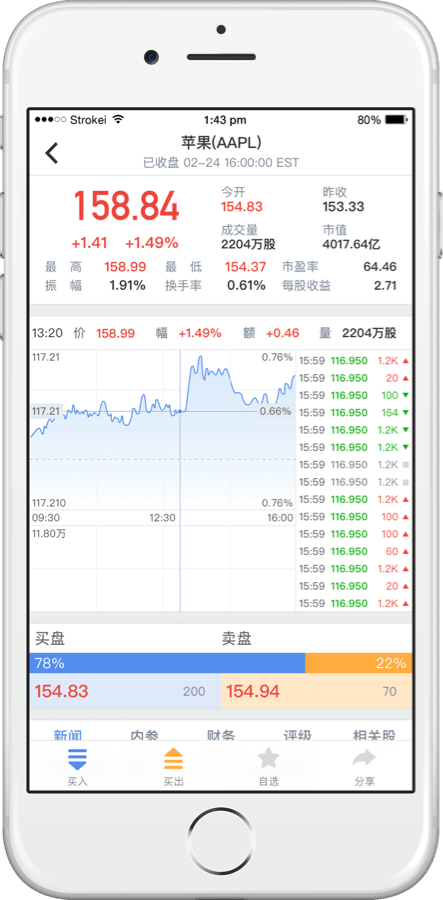 Strokei 1:43 pm 80%
苹果(AAPL)
已收盘 02-24 16:00:00 EST
158.84
+1.41 +1.49%
今开 昨收
154.83 153.33
成交量 市值
2204万股 4017.64亿
最 高 158.99 最 低 154.37 市盈率 64.46
振 幅 1.91% 换手率 0.61% 每股收益 2.71
13:20 价 158.99 幅 +1.49% 额 +0.46 量 2204万股
117.21 0.76%
117.21 0.66%
117.210 0.76%
09:30 12:30 16:00
11.80万
15:59 116.950 1.2K
15:59 116.950 20
15:59 116.950 100
15:59 116.950 164
15:59 116.950 1.2K
15:59 116.950 1.2K
15:59 116.950 1.2K
15:59 116.950 1.2K
15:59 116.950 1.2K
15:59 116.950 100
15:59 116.950 100
15:59 116.950 60
15:59 116.950 1.2K
15:59 116.950 20
15:59 116.950 1.2K
买盘 卖盘
78% 22%
154.83 200 154.94 70
新闻 内参 财务 评级 相关股
买入 买出 自选 分享